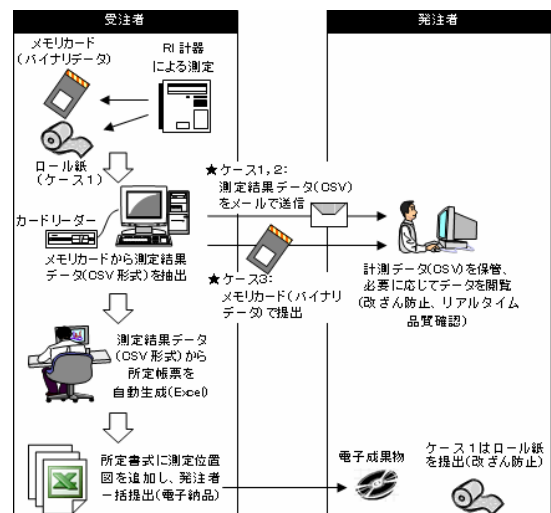 受注者
発注者
メモリカード
(バイナリデータ)
RI計器
による測定
ロール紙
(ケース1)
カードリーダー
メモリカードから測定結果
データ(CSV形式)を抽出
★ケース1,2:
測定結果データ(CSV)
をメールで送信
★ケース3:
メモリカード(バイナリ
データ)で提出
計測データ(CSV)を保管、
必要に応じてデータを閲覧
(改ざん防止、リアルタイム
品質確認)
測定結果データ
(CSV形式)から
所定帳票を
自動生成(Excel)
所定書式に測定位置
図を追加し、発注者
一括提出(電子納品)
電子成果物
ケース1はロール紙
を提出(改ざん防止)